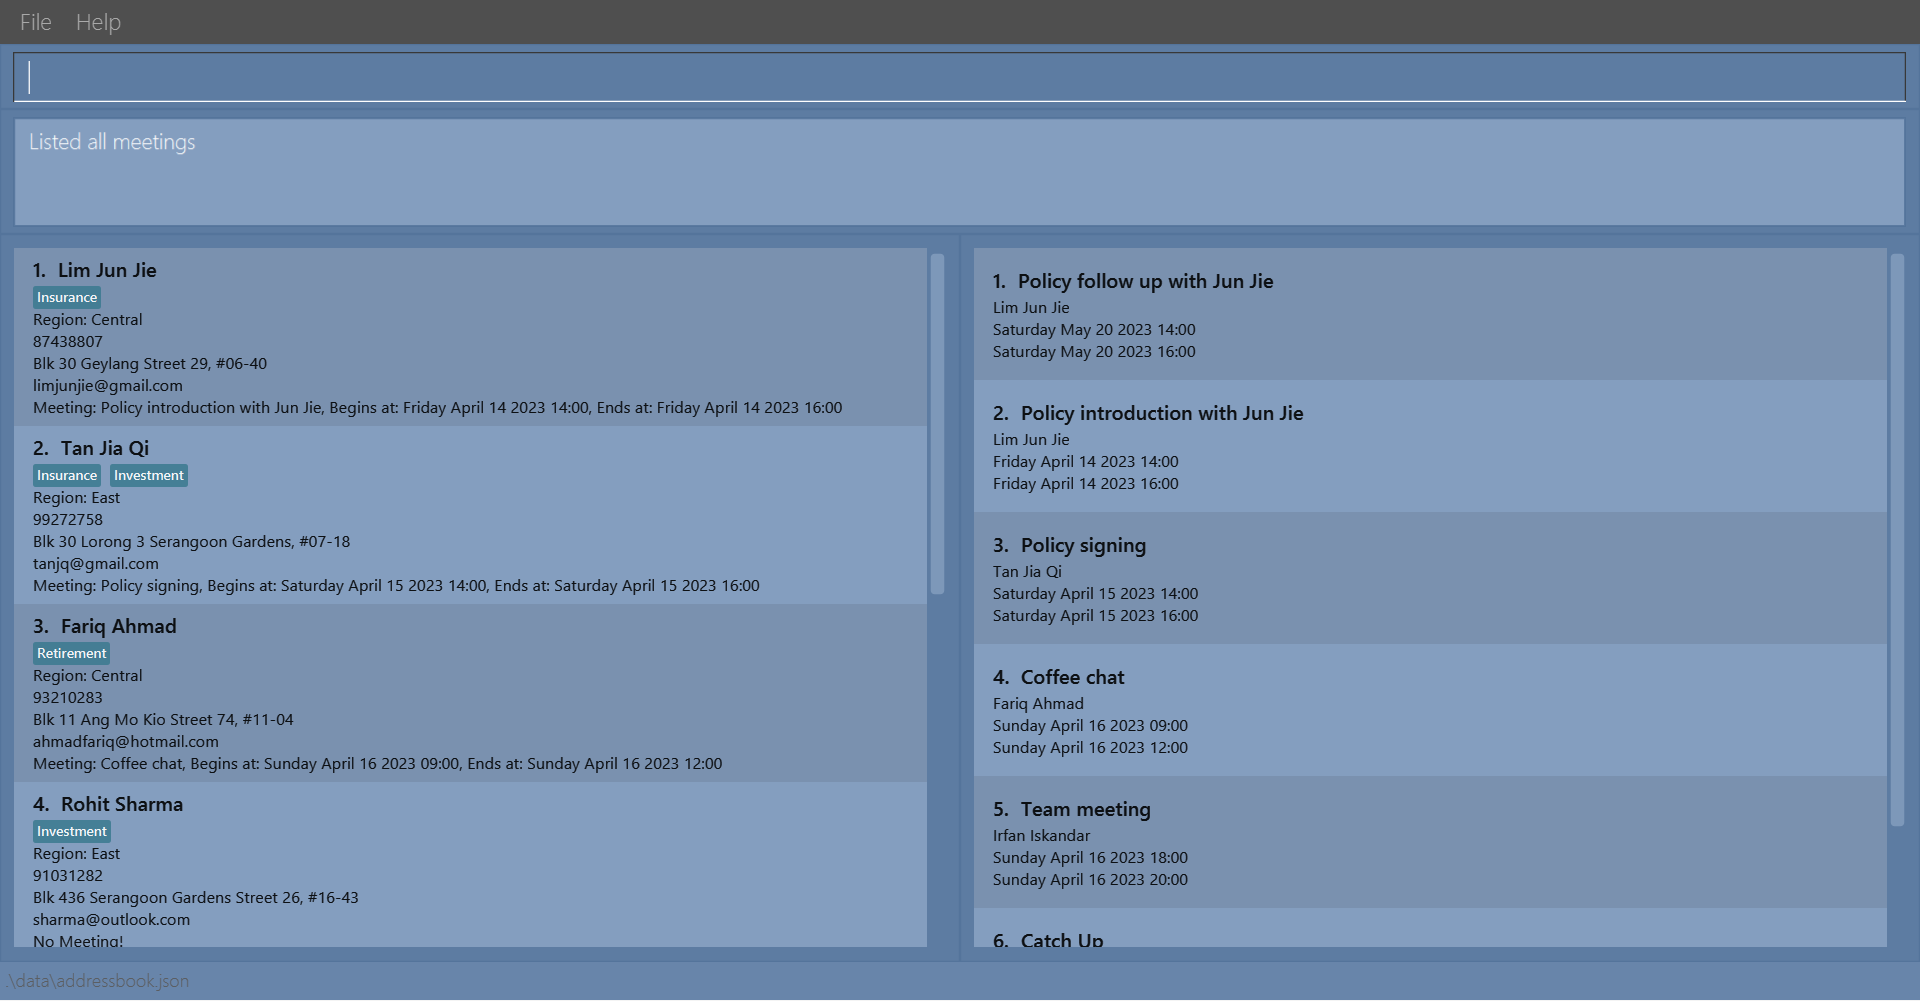 File Help
Listed all meetings
1. Lim Jun Jie
Insurance
Region: Central
87438807
Blk 30 Geylang Street 29, #06-40
limjunjie@gmail.com
Meeting: Policy introduction with Jun Jie, Begins at: Friday April 14 2023 14:00, Ends at: Friday April 14 2023 16:00
2. Tan Jia Qi
Insurance Investment
Region: East
99272758
Blk 30 Lorong 3 Serangoon Gardens, #07-18
tanjq@gmail.com
Meeting: Policy signing, Begins at: Saturday April 15 2023 14:00, Ends at: Saturday April 15 2023 16:00
3. Fariq Ahmad
Retirement
Region: Central
93210283
Blk 11 Ang Mo Kio Street 74, #11-04
ahmadfariq@hotmail.com
Meeting: Coffee chat, Begins at: Sunday April 16 2023 09:00, Ends at: Sunday April 16 2023 12:00
4. Rohit Sharma
Investment
Region: East
91031282
Blk 436 Serangoon Gardens Street 26, #16-43
sharma@outlook.com
No Meeting!
1. Policy follow up with Jun Jie
Lim Jun Jie
Saturday May 20 2023 14:00
Saturday May 20 2023 16:00
2. Policy introduction with Jun Jie
Lim Jun Jie
Friday April 14 2023 14:00
Friday April 14 2023 16:00
3. Policy signing
Tan Jia Qi
Saturday April 15 2023 14:00
Saturday April 15 2023 16:00
4. Coffee chat
Fariq Ahmad
Sunday April 16 2023 09:00
Sunday April 16 2023 12:00
5. Team meeting
Irfan Iskandar
Sunday April 16 2023 18:00
Sunday April 16 2023 20:00
6. Catch Up
.\data\addressbook.json